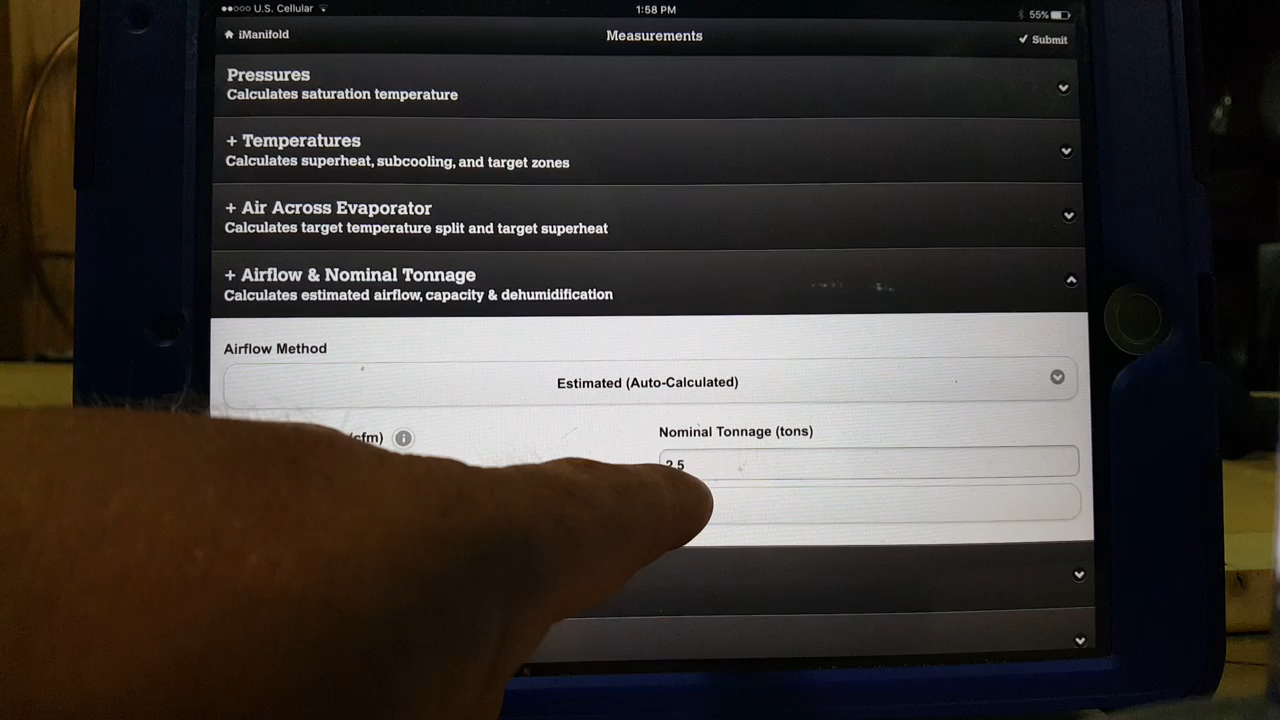 U.S. Cellular
1:58 PM
55%
iManifold
Measurements
Submit
Pressures
Calculates saturation temperature
+ Temperatures
Calculates superheat, subcooling, and target zones
+ Air Across Evaporator
Calculates target temperature split and target superheat
+ Airflow & Nominal Tonnage
Calculates estimated airflow, capacity & dehumidification
Airflow Method
Estimated (Auto-Calculated)
cfm)
Nominal Tonnage (tons)
2.5